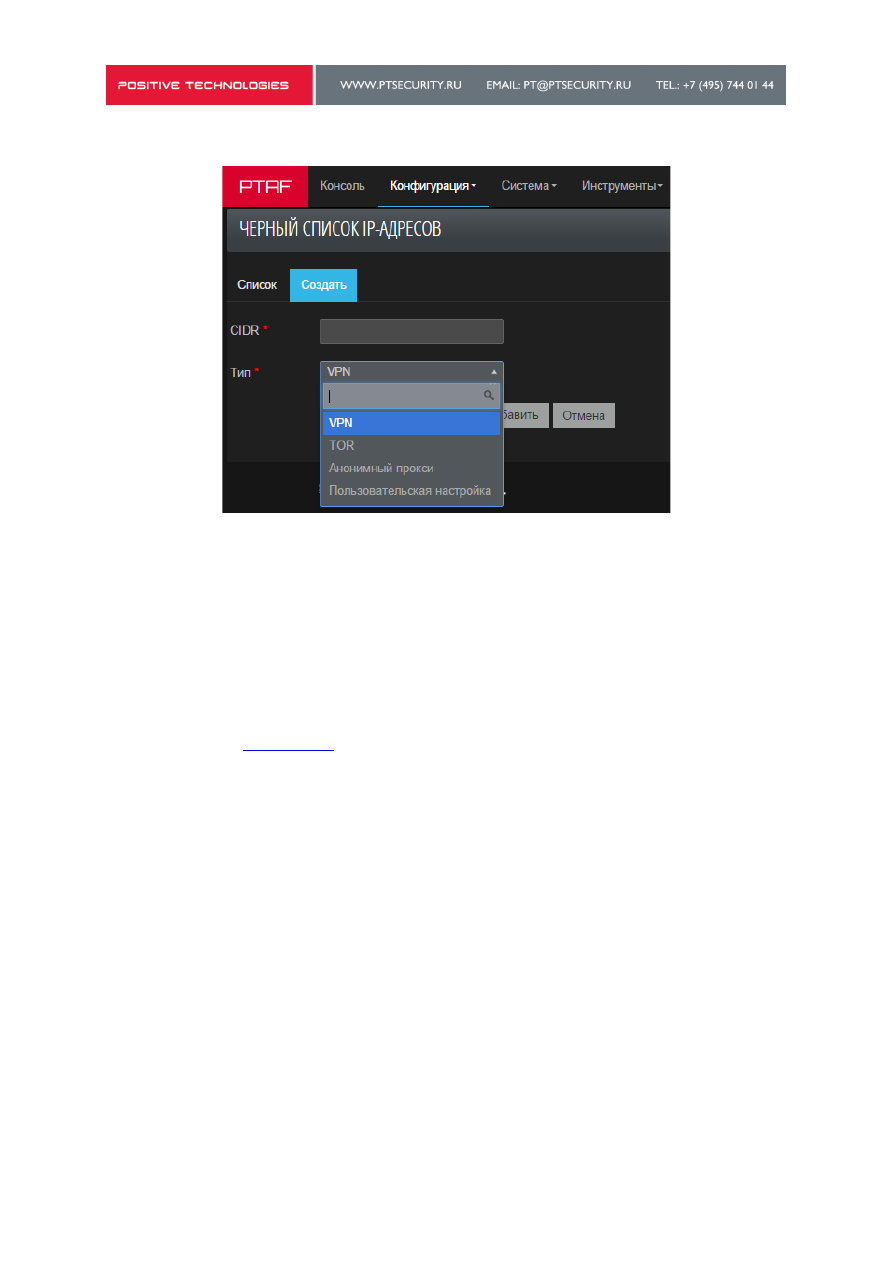 POSITIVE TECHNOLOGIES WWW.PTSECURITY.RU EMAIL: PT@PTSECURITY.RU TEL.: +7 (495) 744 01 44
PTAF Консоль Конфигурация Система Инструменты
ЧЕРНЫЙ СПИСОК IP-АДРЕСОВ
Список Создать
CIDR *
Тип * VPN
VPN
бавить Отмена
TOR
Анонимный прокси
Пользовательская настройка